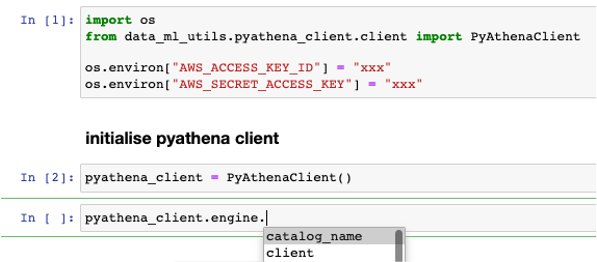 In [1]: import os
from data_ml_utils.pyathena_client.client import PyAthenaClient
os.environ["AWS_ACCESS_KEY_ID"] = "xxx"
os.environ["AWS_SECRET_ACCESS_KEY"] = "xxx"
initialise pyathena client
In [2]: pyathena_client = PyAthenaClient()
In [ ]: pyathena_client.engine.
catalog_name
client